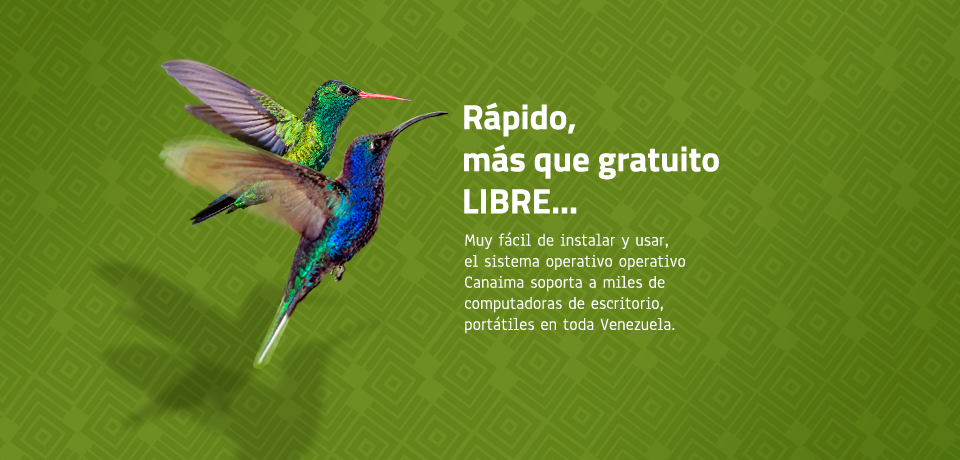 Rápido,
más que gratuito
LIBRE...
Muy fácil de instalar y usar,
el sistema operativo operativo
Canaima soporta a miles de
computadoras de escritorio,
portátiles en toda Venezuela.